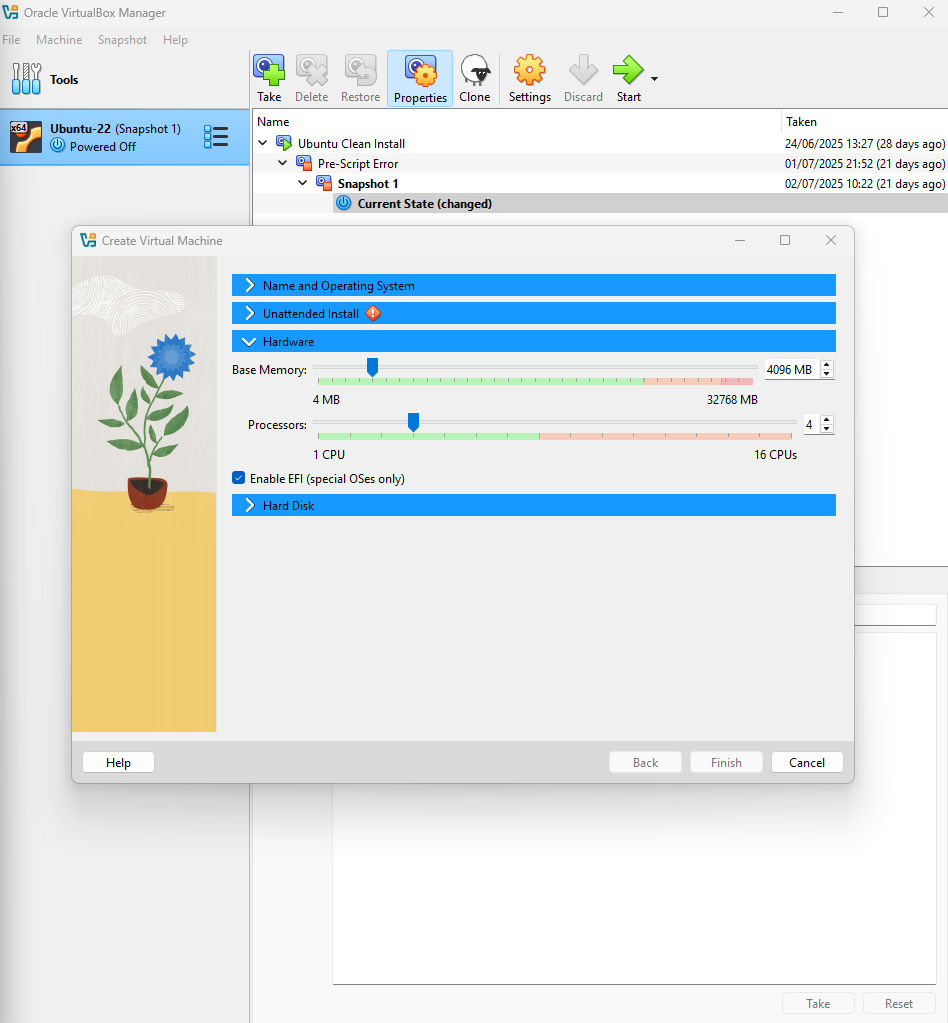 Oracle VirtualBox Manager
File Machine Snapshot Help
Tools
Take Delete Restore Properties Clone Settings Discard Start
x64
Ubuntu-22 (Snapshot 1)
Powered Off
Name Taken
Ubuntu Clean Install 24/06/2025 13:27 (28 days ago)
Pre-Script Error 01/07/2025 21:52 (21 days ago)
Snapshot 1 02/07/2025 10:22 (21 days ago)
Current State (changed)
Create Virtual Machine
Name and Operating System
Unattended Install
Hardware
Base Memory: 4096 MB
4 MB 32768 MB
Processors: 4
1 CPU 16 CPUs
Enable EFI (special OSes only)
Hard Disk
Help Back Finish Cancel
Take Reset